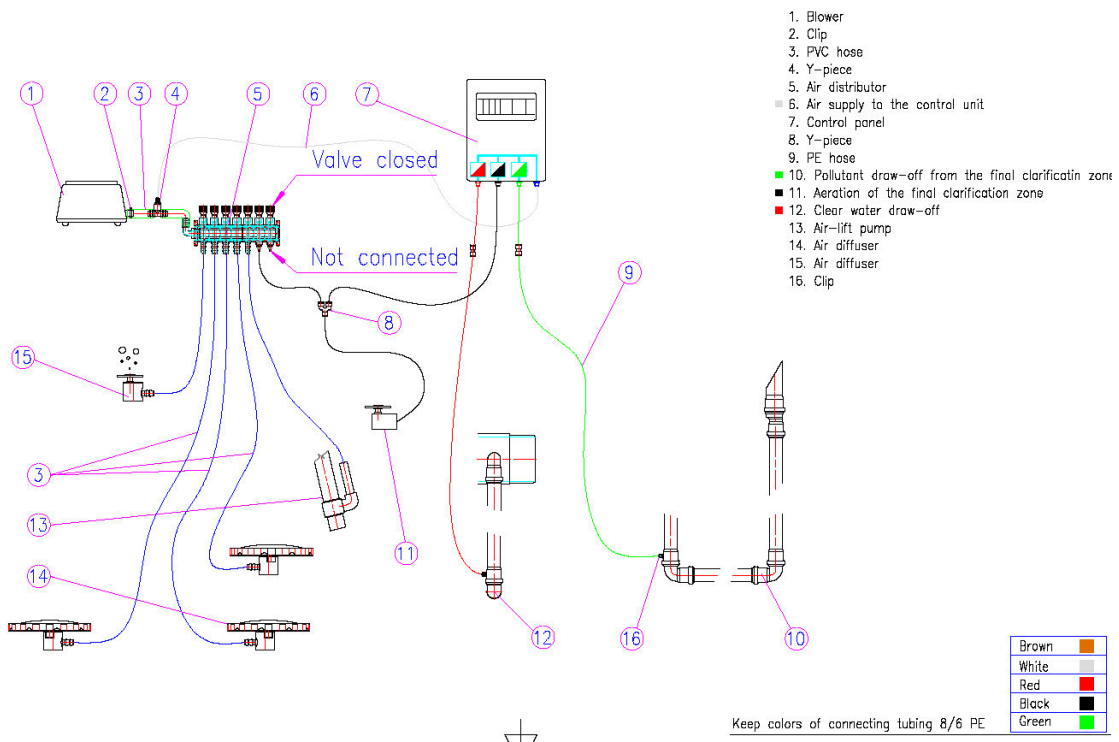 1. Blower
2. Clip
3. PVC hose
4. Y-piece
5. Air distributor
6. Air supply to the control unit
7. Control panel
8. Y-piece
9. PE hose
10. Pollutant draw-off from the final clarificatin zone
11. Aeration of the final clarification zone
12. Clear water draw-off
13. Air-lift pump
14. Air diffuser
15. Air diffuser
16. Clip
1 2 3 4 5 6 7
Valve closed
Not connected
8
9
15
3
13
11
14
12
16
10
Brown
White
Red
Black
Green
Keep colors of connecting tubing 8/6 PE